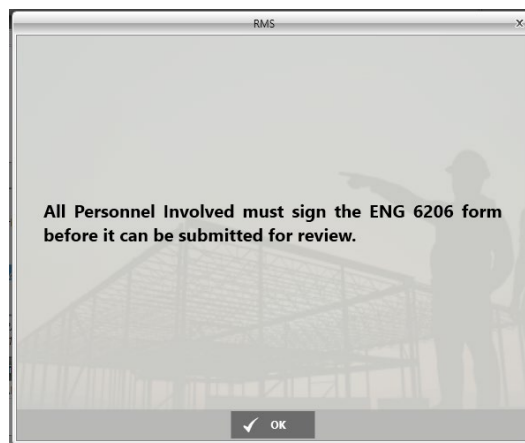 RMS
x
All Personnel Involved must sign the ENG 6206 form
before it can be submitted for review.
OK